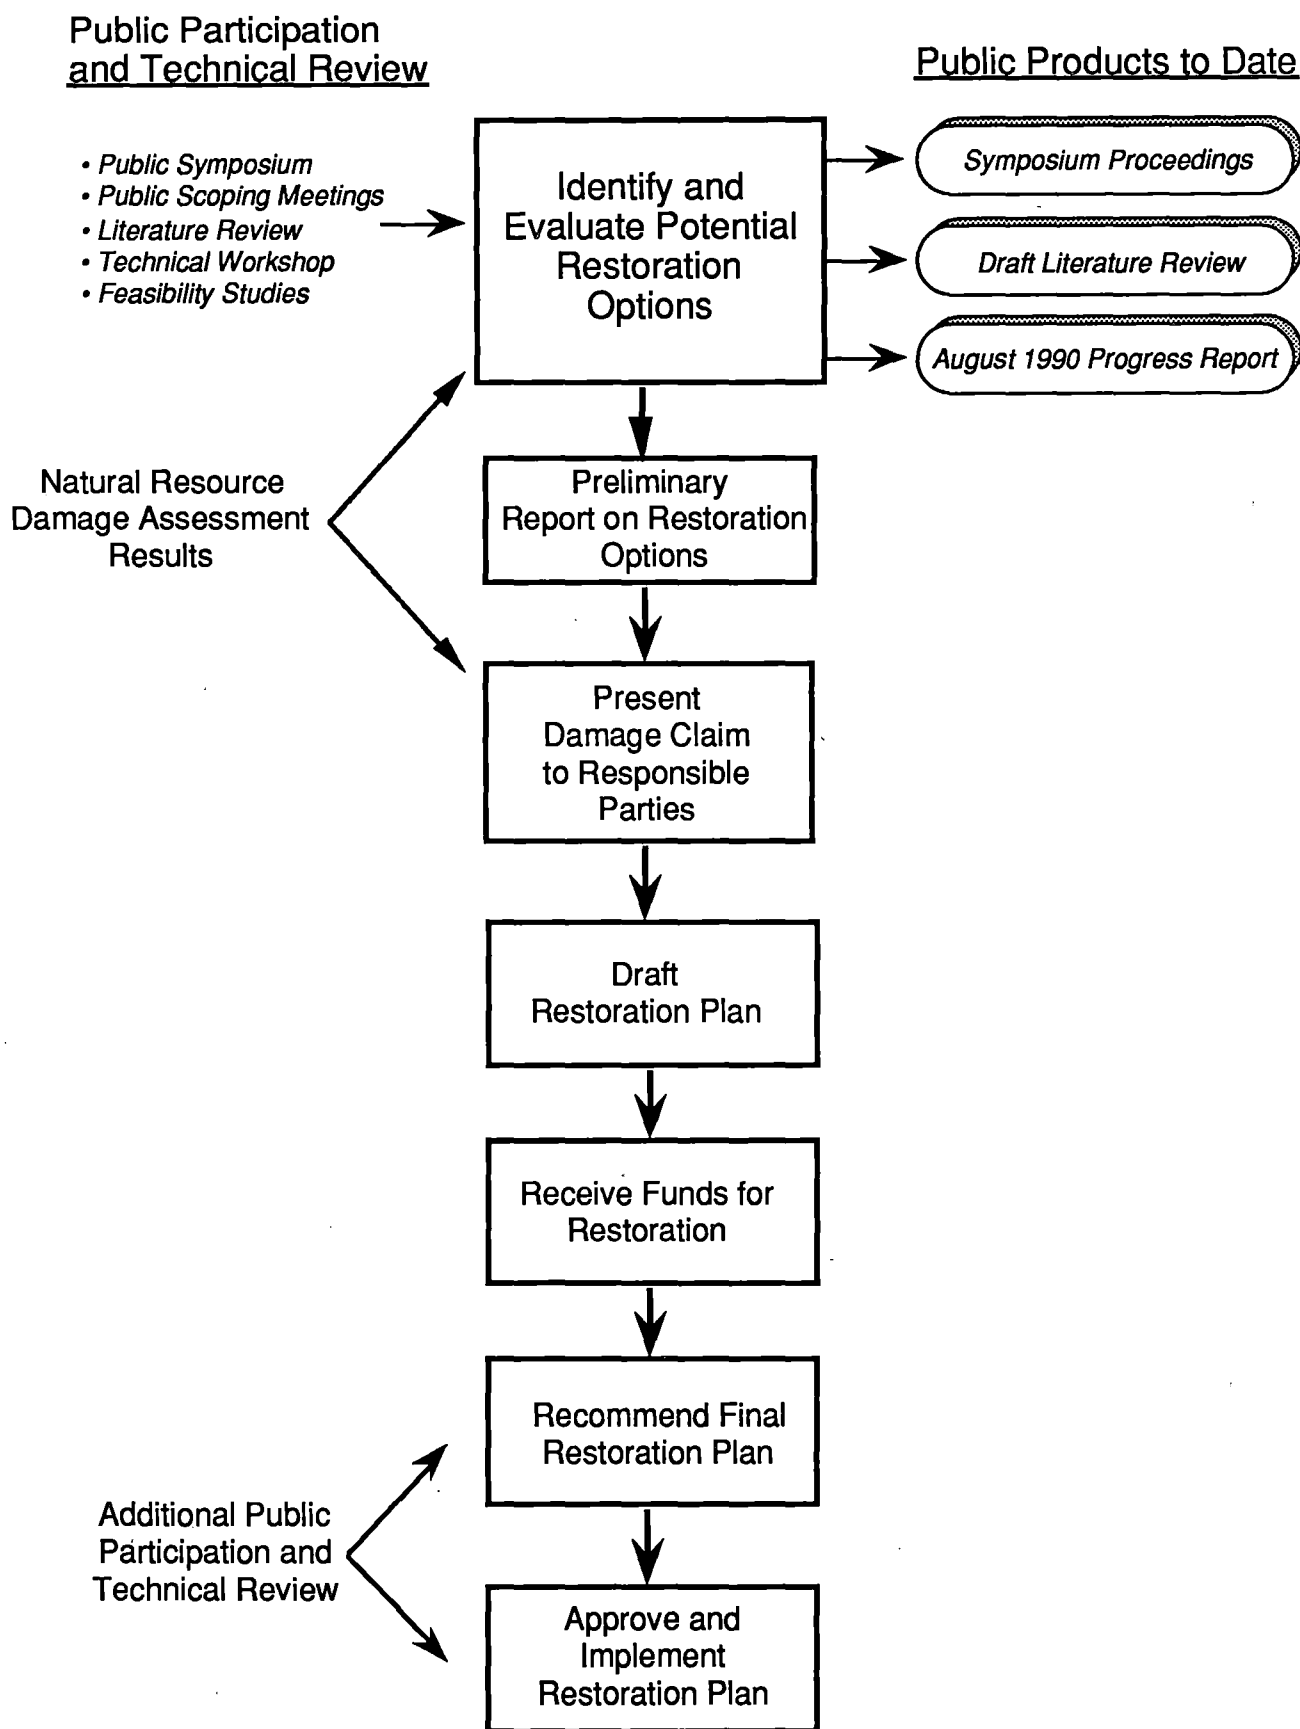 Public Participation
and Technical Review
Public Products to Date
• Public Symposium
• Public Scoping Meetings
• Literature Review
• Technical Workshop
• Feasibility Studies
Identify and
Evaluate Potential
Restoration
Options
Symposium Proceedings
Draft Literature Review
August 1990 Progress Report
Natural Resource
Damage Assessment
Results
Preliminary
Report on Restoration
Options
Present
Damage Claim
to Responsible
Parties
Draft
Restoration Plan
Receive Funds for
Restoration
Recommend Final
Restoration Plan
Additional Public
Participation and
Technical Review
Approve and
Implement
Restoration Plan